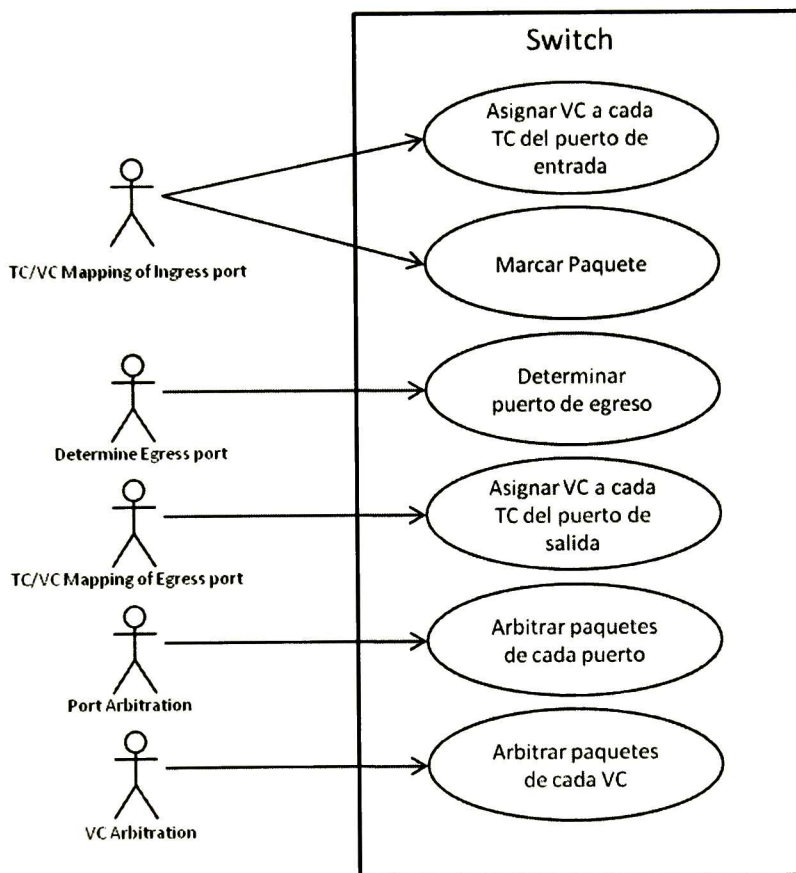 Switch
Asignar VC a cada
TC del puerto de
entrada
TC/VC Mapping of Ingress port
Marcar Paquete
Determine Egress port
Determinar
puerto de egreso
TC/VC Mapping of Egress port
Asignar VC a cada
TC del puerto de
salida
Port Arbitration
Arbitrar paquetes
de cada puerto
VC Arbitration
Arbitrar paquetes
de cada VC